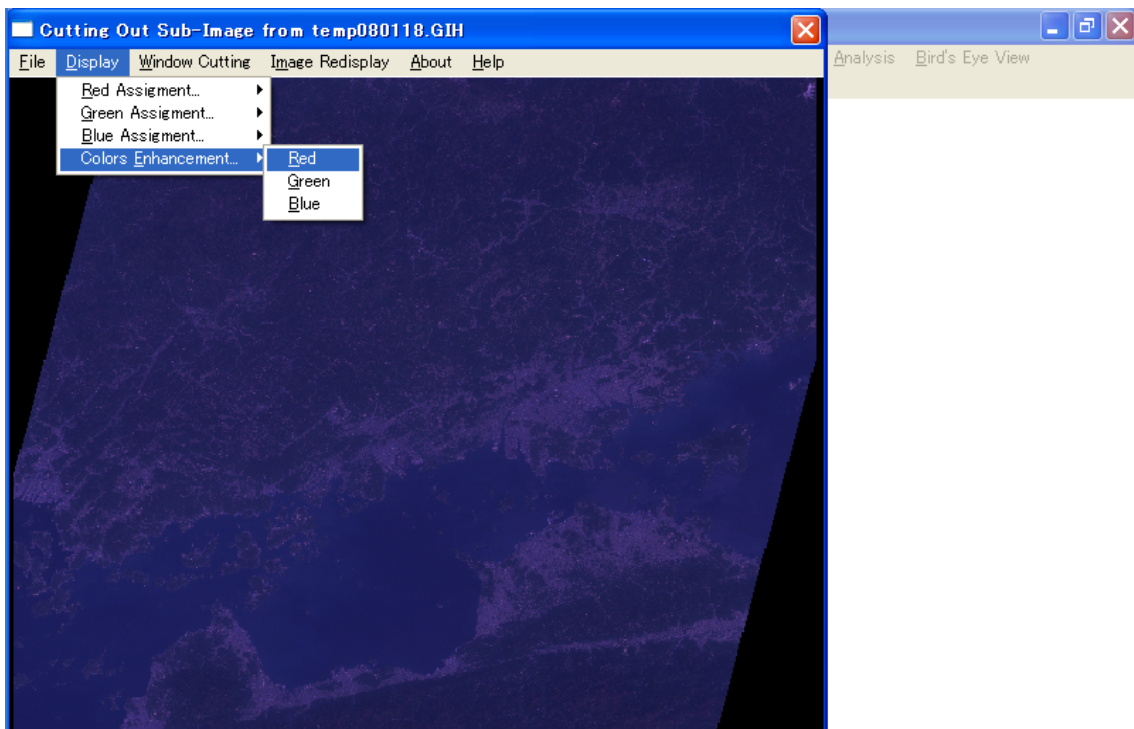 Cutting Out Sub-Image from temp080118.GIH
File Display Window Cutting Image Redisplay About Help
Analysis Bird's Eye View
Red Assigment...
Green Assigment...
Blue Assigment...
Colors Enhancement...
Red
Green
Blue